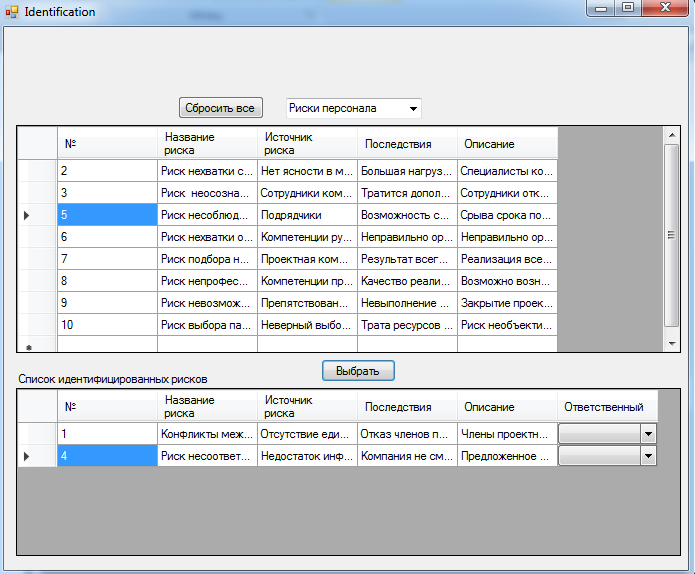 Identification
Сбросить все Риски персонала
№ Название риска Источник риска Последствия Описание
2 Риск нехватки с... Нет ясности в м... Большая нагруз... Специалисты ко...
3 Риск неосозна... Сотрудники ком... Тратится допол... Сотрудники отк...
5 Риск несоблюд... Подрядчики Возможность с... Срыва срока по...
6 Риск нехватки о... Компетенции ру... Неправильно ор... Неправильно ор...
7 Риск подбора н... Проектная ком... Результат всег... Реализация все...
8 Риск непрофес... Компетенции пр... Качество реали... Возможно возн...
9 Риск невозмож... Препятствован... Невыполнение ... Закрытие проек...
10 Риск выбора па... Неверный выбо... Трата ресурсов ... Риск необъекти...
Выбрать
Список идентифицированных рисков
№ Название риска Источник риска Последствия Описание Ответственный
1 Конфликты меж... Отсутствие еди... Отказ членов п... Члены проектн...
4 Риск несоответ... Недостаток инф... Компания не см... Предложенное ...